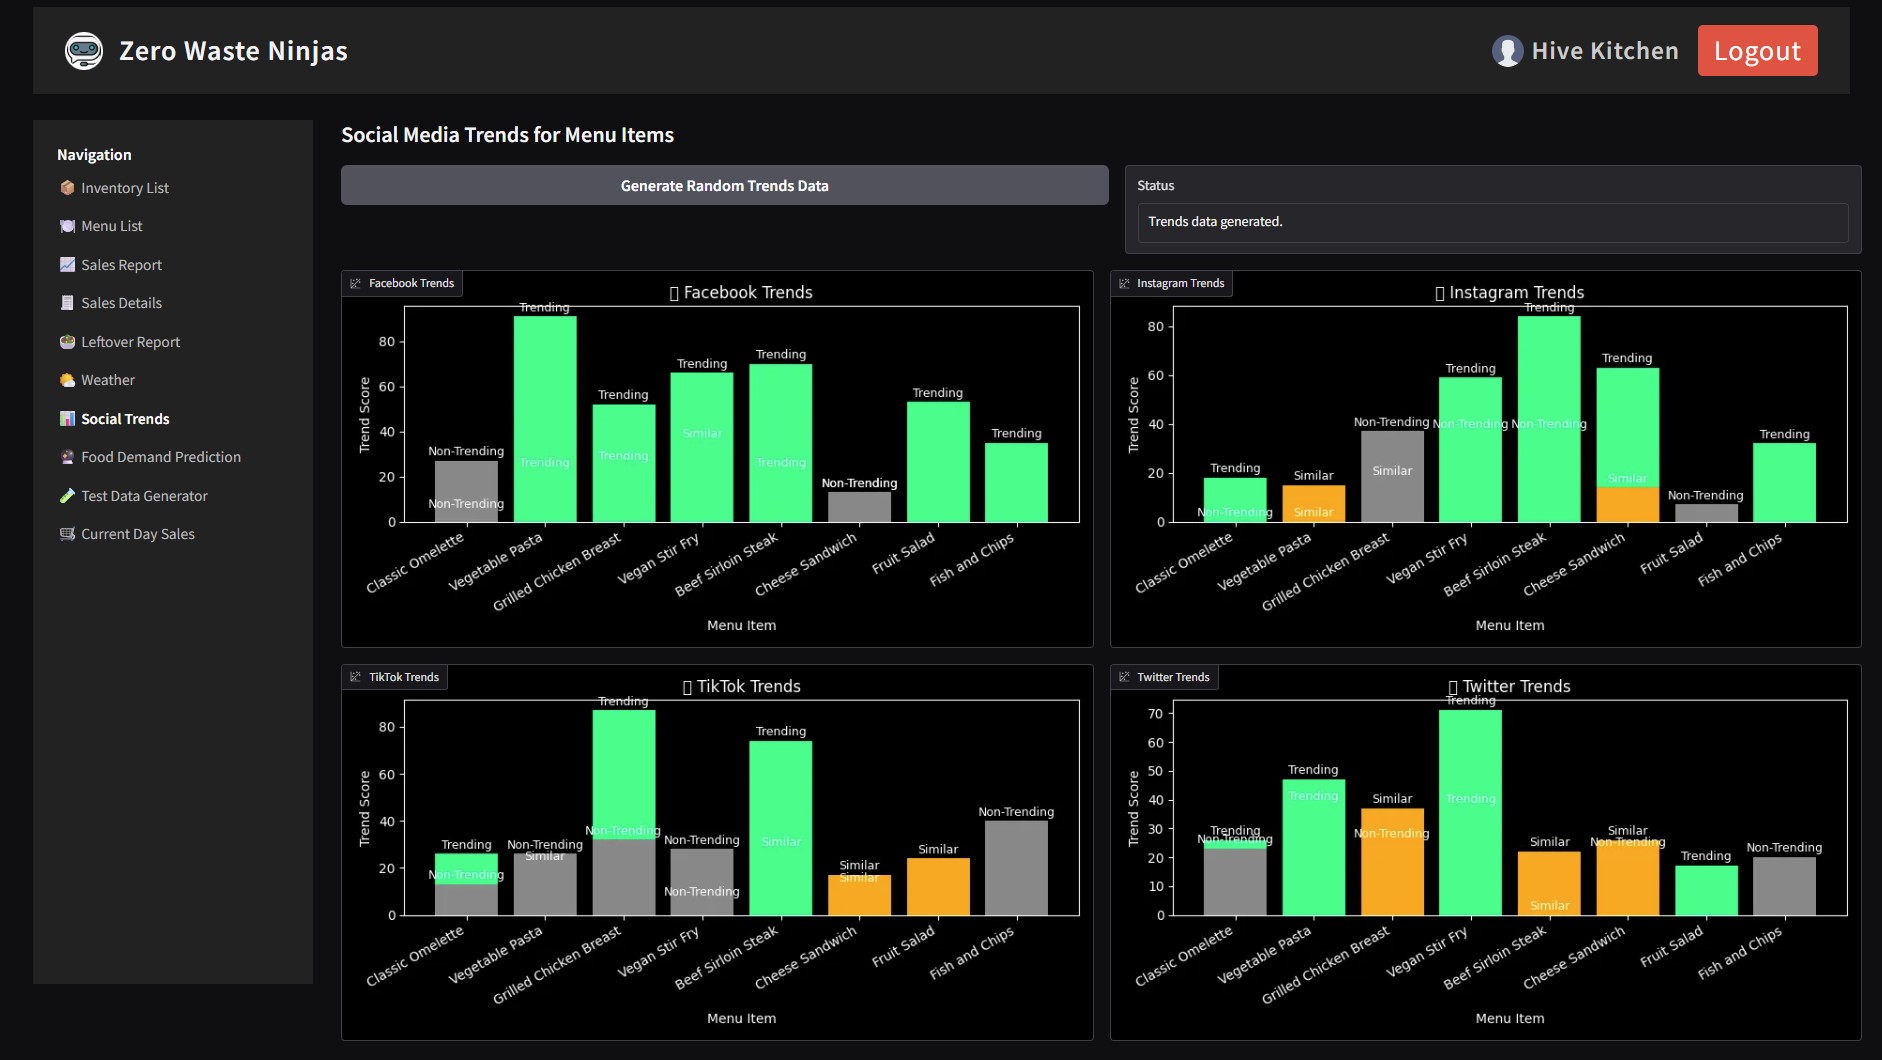 Zero Waste Ninjas
Hive Kitchen
Logout
Navigation
Inventory List
Menu List
Sales Report
Sales Details
Leftover Report
Weather
Social Trends
Food Demand Prediction
Test Data Generator
Current Day Sales
Social Media Trends for Menu Items
Generate Random Trends Data
Status
Trends data generated.
Facebook Trends
Facebook Trends
Trend Score
80
60
40
20
0
Non-Trending
Non-Trending
Trending
Trending
Trending
Trending
Trending
Similar
Trending
Trending
Non-Trending
Trending
Trending
Classic Omelette
Vegetable Pasta
Grilled Chicken Breast
Vegan Stir Fry
Beef Sirloin Steak
Cheese Sandwich
Fruit Salad
Fish and Chips
Menu Item
Instagram Trends
Instagram Trends
Trend Score
80
60
40
20
0
Trending
Non-Trending
Similar
Similar
Non-Trending
Similar
Trending
Non-Trending
Trending
Non-Trending
Trending
Similar
Non-Trending
Trending
Classic Omelette
Vegetable Pasta
Grilled Chicken Breast
Vegan Stir Fry
Beef Sirloin Steak
Cheese Sandwich
Fruit Salad
Fish and Chips
Menu Item
TikTok Trends
TikTok Trends
Trend Score
80
60
40
20
0
Trending
Non-Trending
Non-Trending
Similar
Trending
Non-Trending
Non-Trending
Non-Trending
Trending
Similar
Similar
Similar
Similar
Non-Trending
Classic Omelette
Vegetable Pasta
Grilled Chicken Breast
Vegan Stir Fry
Beef Sirloin Steak
Cheese Sandwich
Fruit Salad
Fish and Chips
Menu Item
Twitter Trends
Twitter Trends
Trend Score
70
60
50
40
30
20
10
0
Trending
Non-Trending
Trending
Trending
Similar
Non-Trending
Trending
Trending
Similar
Similar
Similar
Non-Trending
Trending
Non-Trending
Classic Omelette
Vegetable Pasta
Grilled Chicken Breast
Vegan Stir Fry
Beef Sirloin Steak
Cheese Sandwich
Fruit Salad
Fish and Chips
Menu Item